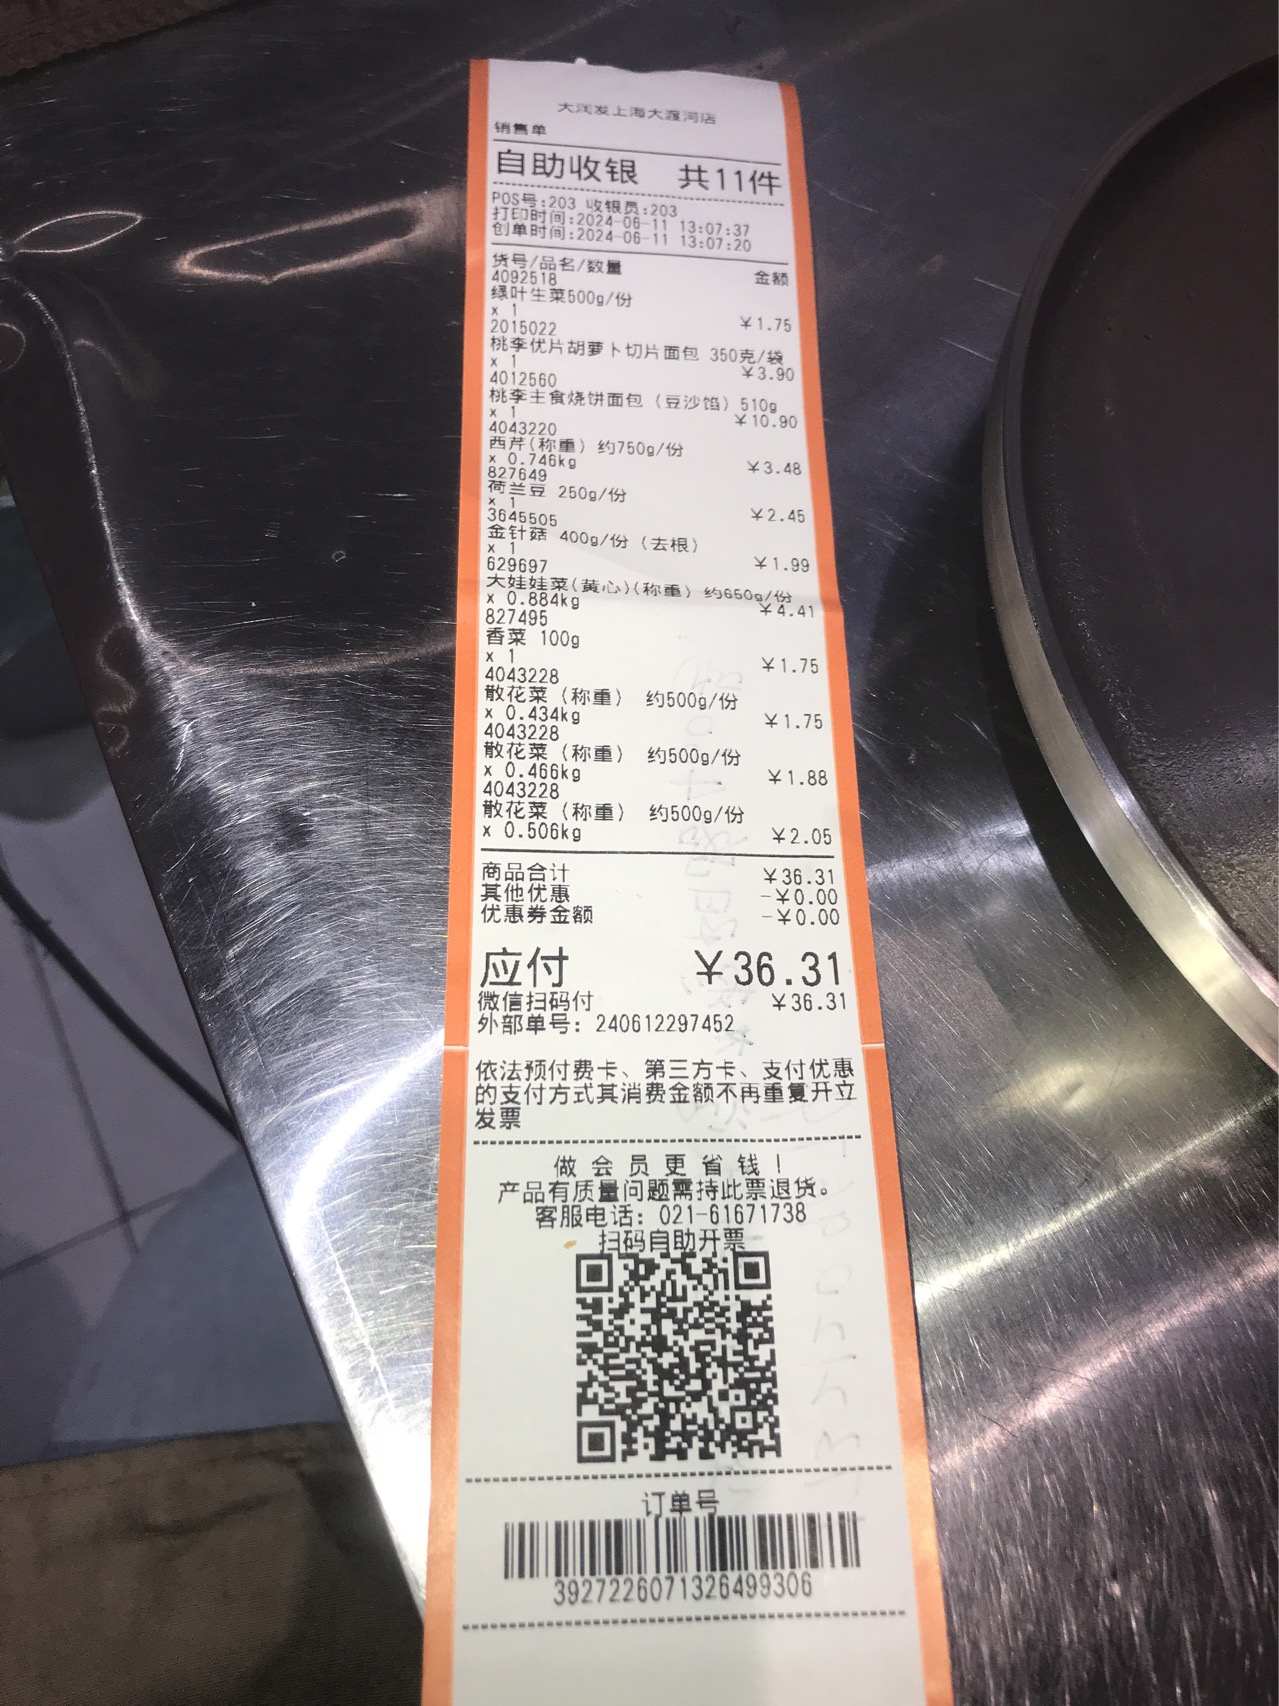 大润发上海大渡河店
销售单
自助收银 共11件
POS号:203 收银员:203
打印时间:2024-06-11 13:07:37
创单时间:2024-06-11 13:07:20
货号/品名/数量 金额
4092518
绿叶生菜500g/份
x 1 ￥1.75
2015022
桃李优片胡萝卜切片面包 350克/袋
x 1 ￥3.90
4012560
桃李主食烧饼面包（豆沙馅）510g
x 1 ￥10.90
4043220
西芹(称重) 约750g/份
x 0.746kg ￥3.48
827649
荷兰豆 250g/份
x 1 ￥2.45
3645505
金针菇 400g/份（去根）
x 1 ￥1.99
629697
大娃娃菜(黄心)(称重) 约650g/份
x 0.884kg ￥4.41
827495
香菜 100g
x 1 ￥1.75
4043228
散花菜（称重） 约500g/份
x 0.434kg ￥1.75
4043228
散花菜（称重） 约500g/份
x 0.466kg ￥1.88
4043228
散花菜（称重） 约500g/份
x 0.506kg ￥2.05
商品合计 ￥36.31
其他优惠 -￥0.00
优惠券金额 -￥0.00
应付 ￥36.31
微信扫码付 ￥36.31
外部单号: 240612297452
依法预付费卡、第三方卡、支付优惠
的支付方式其消费金额不再重复开立
发票
做会员更省钱！
产品有质量问题需持此票退货。
客服电话: 021-61671738
扫码自助开票
订单号
3927226071326499306